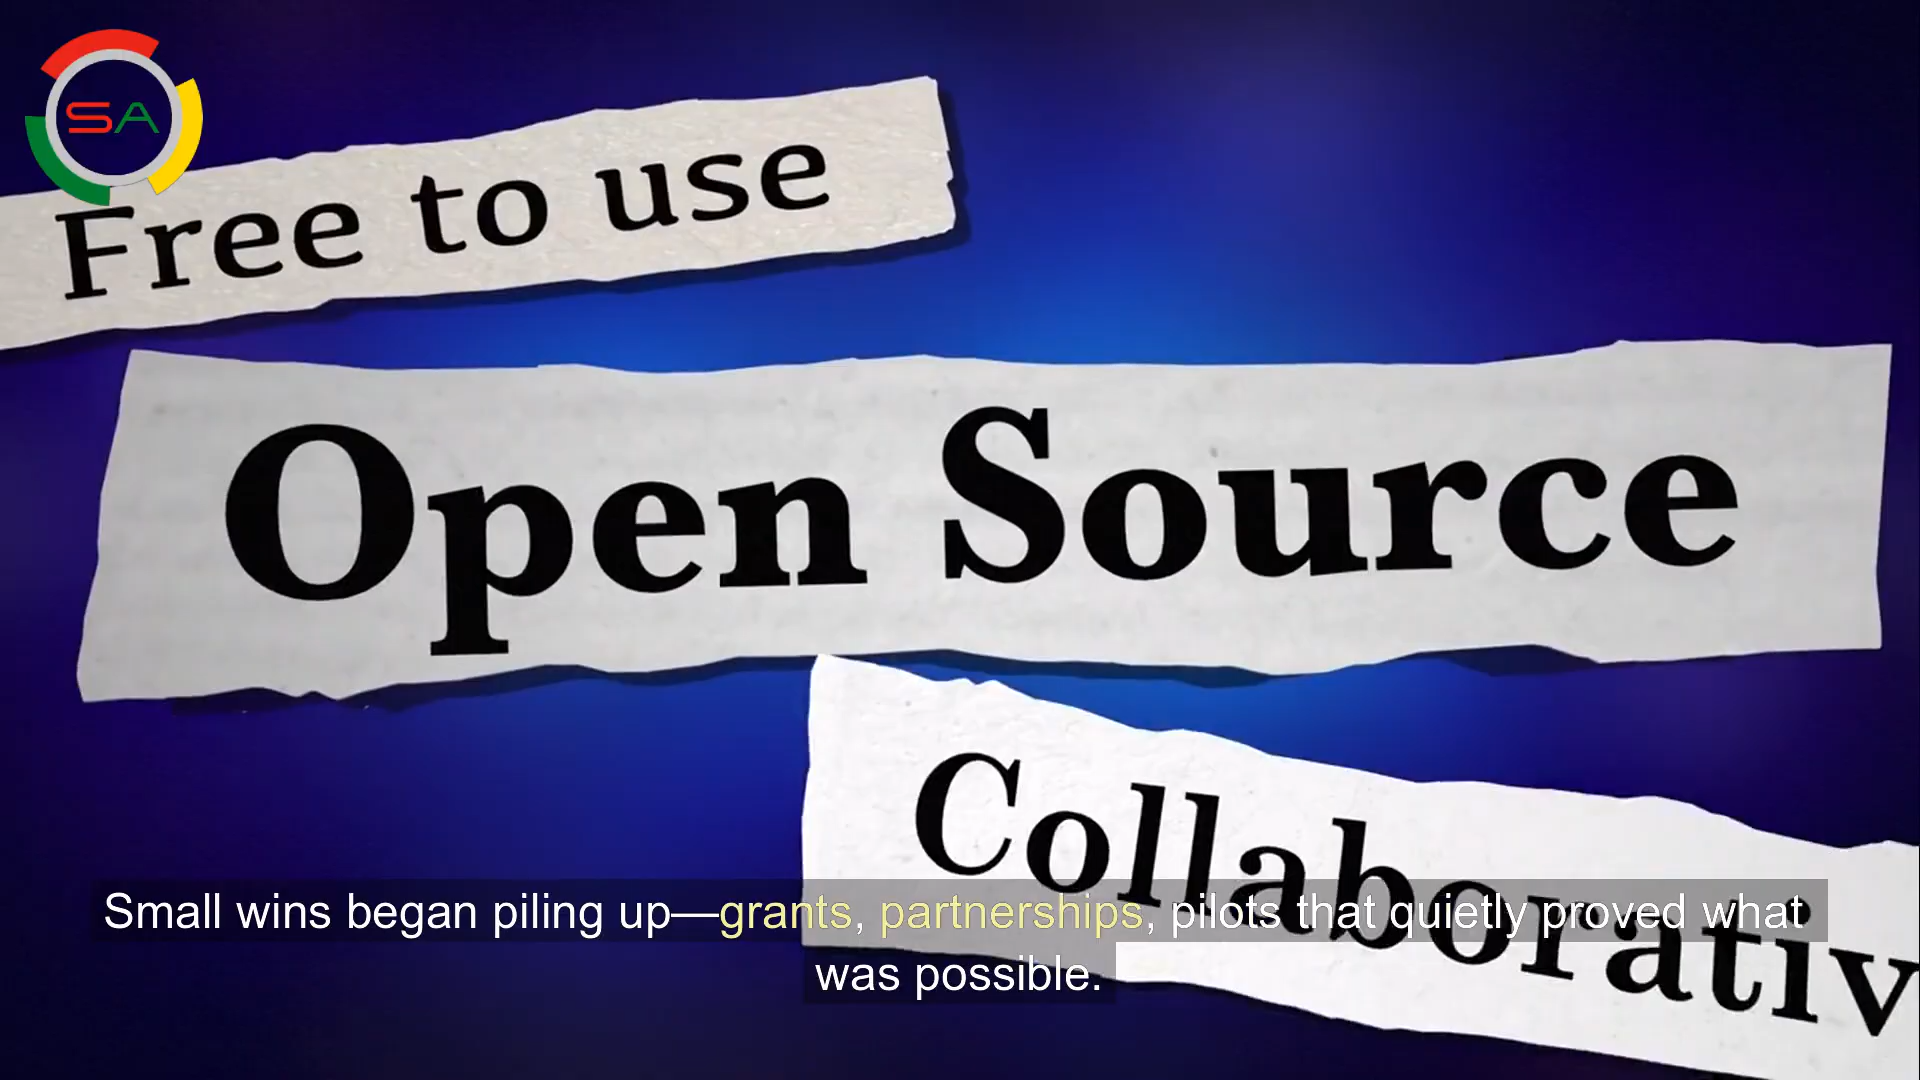 SA
Free to use
Open Source
Collaborativ
Small wins began piling up—grants, partnerships, pilots that quietly proved what
was possible.